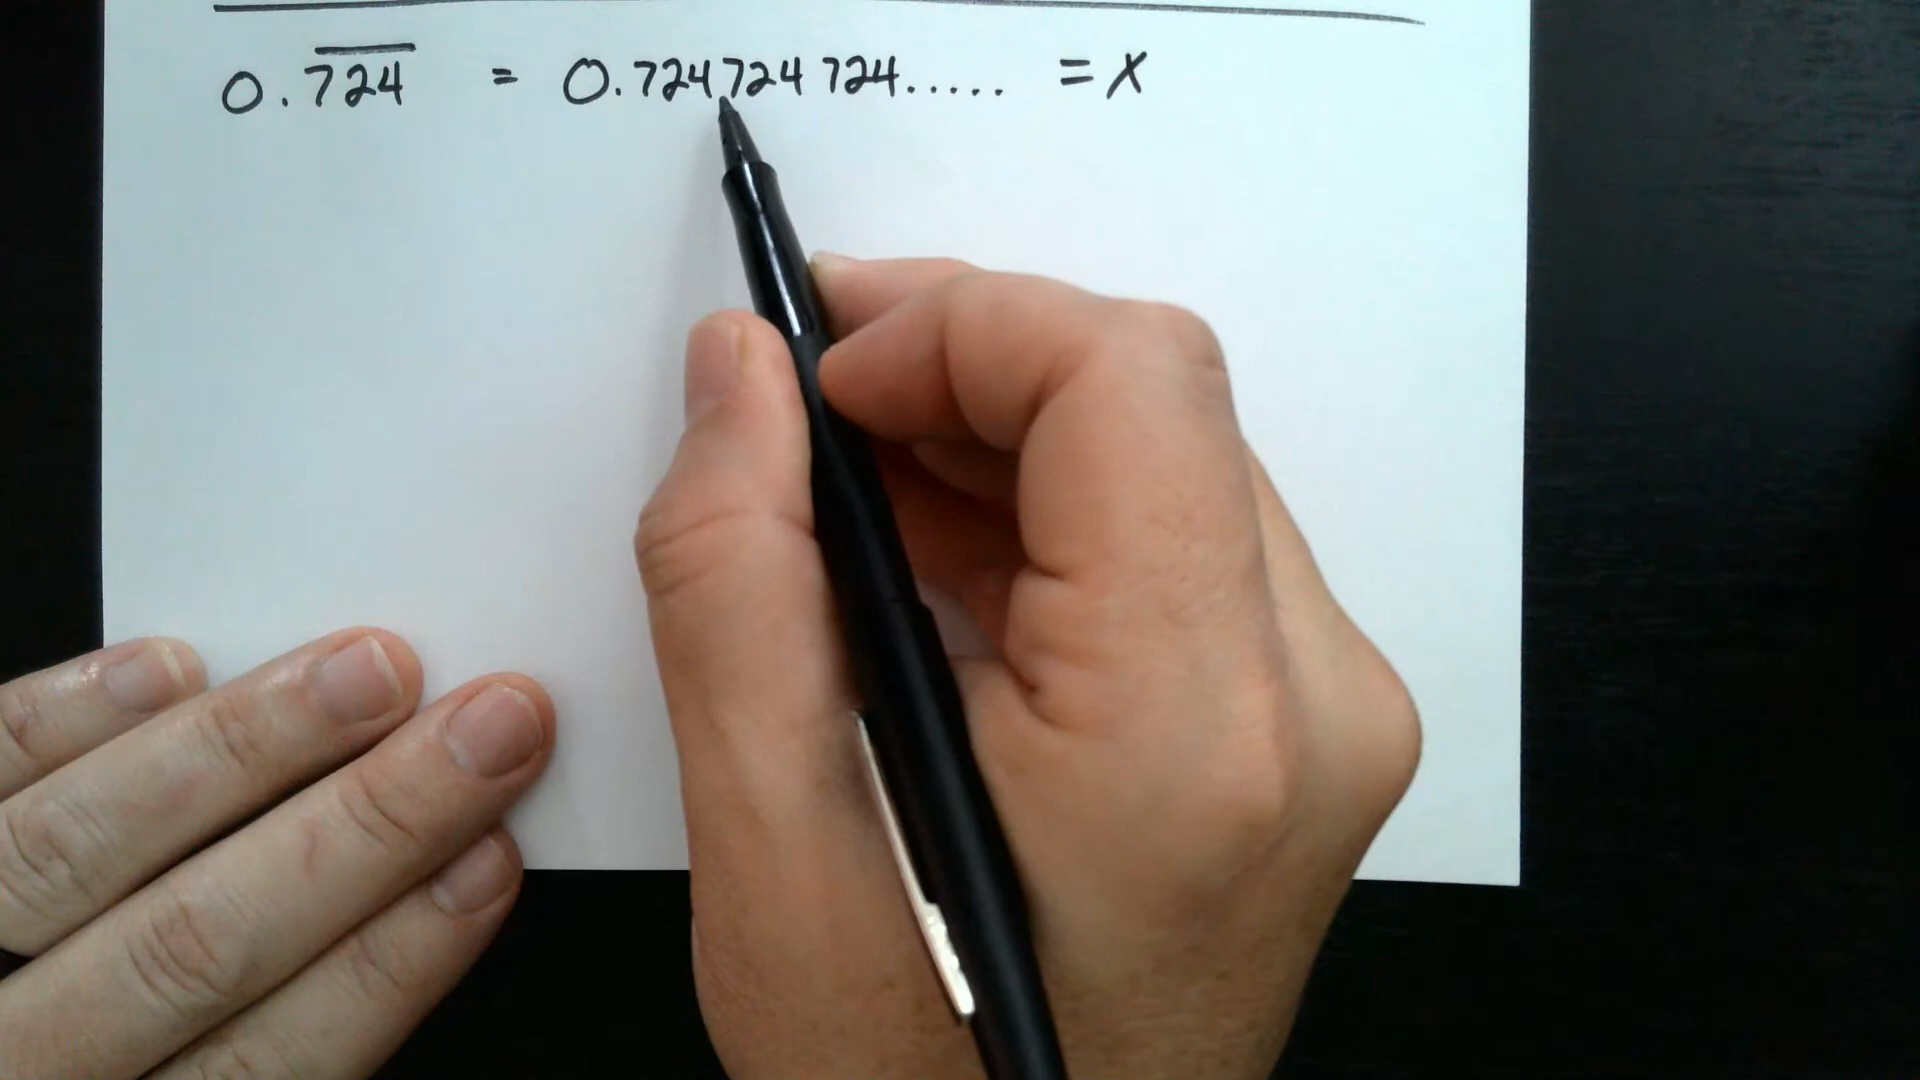 0.7̅2̅4̅ = 0.724724724..... = x